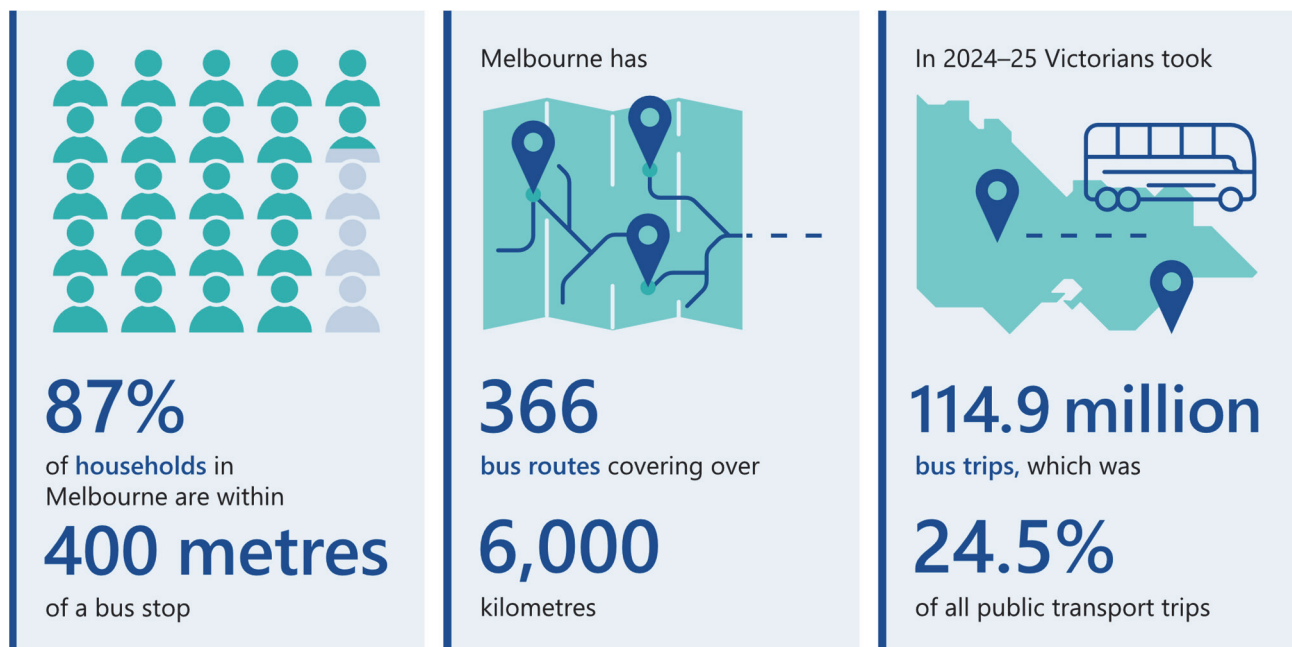 87%
of households in
Melbourne are within
400 metres
of a bus stop
Melbourne has
366
bus routes covering over
6,000
kilometres
In 2024–25 Victorians took
114.9 million
bus trips, which was
24.5%
of all public transport trips